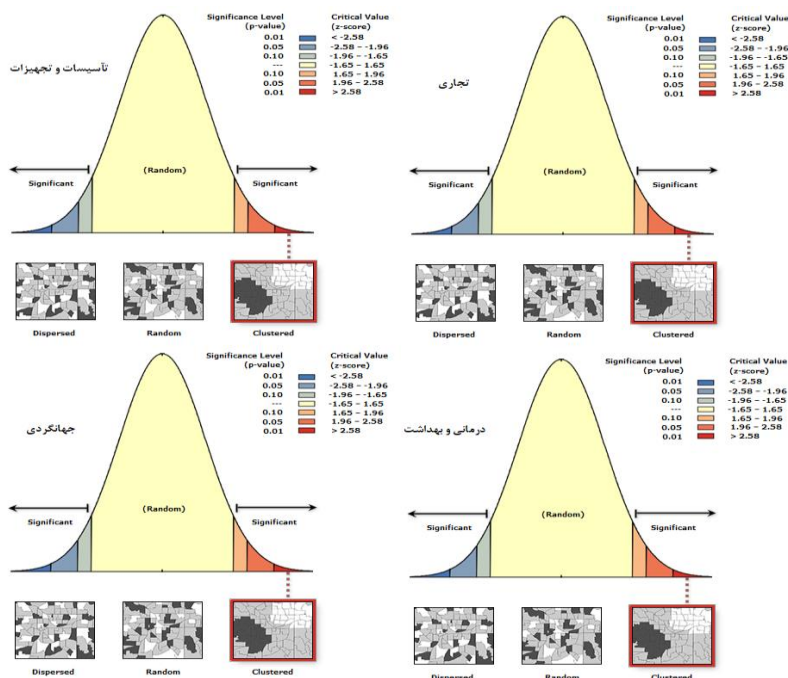 Significance Level (p-value) Critical Value (z-score)
0.01 < -2.58
0.05 -2.58 – -1.96
0.10 -1.96 – -1.65
--- -1.65 – 1.65
0.10 1.65 – 1.96
0.05 1.96 – 2.58
0.01 > 2.58
تآسیسات و تجهیزات
(Random)
Significant Significant
Dispersed Random Clustered
Significance Level (p-value) Critical Value (z-score)
0.01 < -2.58
0.05 -2.58 – -1.96
0.10 -1.96 – -1.65
--- -1.65 – 1.65
0.10 1.65 – 1.96
0.05 1.96 – 2.58
0.01 > 2.58
تجاری
(Random)
Significant Significant
Dispersed Random Clustered
Significance Level (p-value) Critical Value (z-score)
0.01 < -2.58
0.05 -2.58 – -1.96
0.10 -1.96 – -1.65
--- -1.65 – 1.65
0.10 1.65 – 1.96
0.05 1.96 – 2.58
0.01 > 2.58
جهانگردی
(Random)
Significant Significant
Dispersed Random Clustered
Significance Level (p-value) Critical Value (z-score)
0.01 < -2.58
0.05 -2.58 – -1.96
0.10 -1.96 – -1.65
--- -1.65 – 1.65
0.10 1.65 – 1.96
0.05 1.96 – 2.58
0.01 > 2.58
درمانی و بهداشت
(Random)
Significant Significant
Dispersed Random Clustered